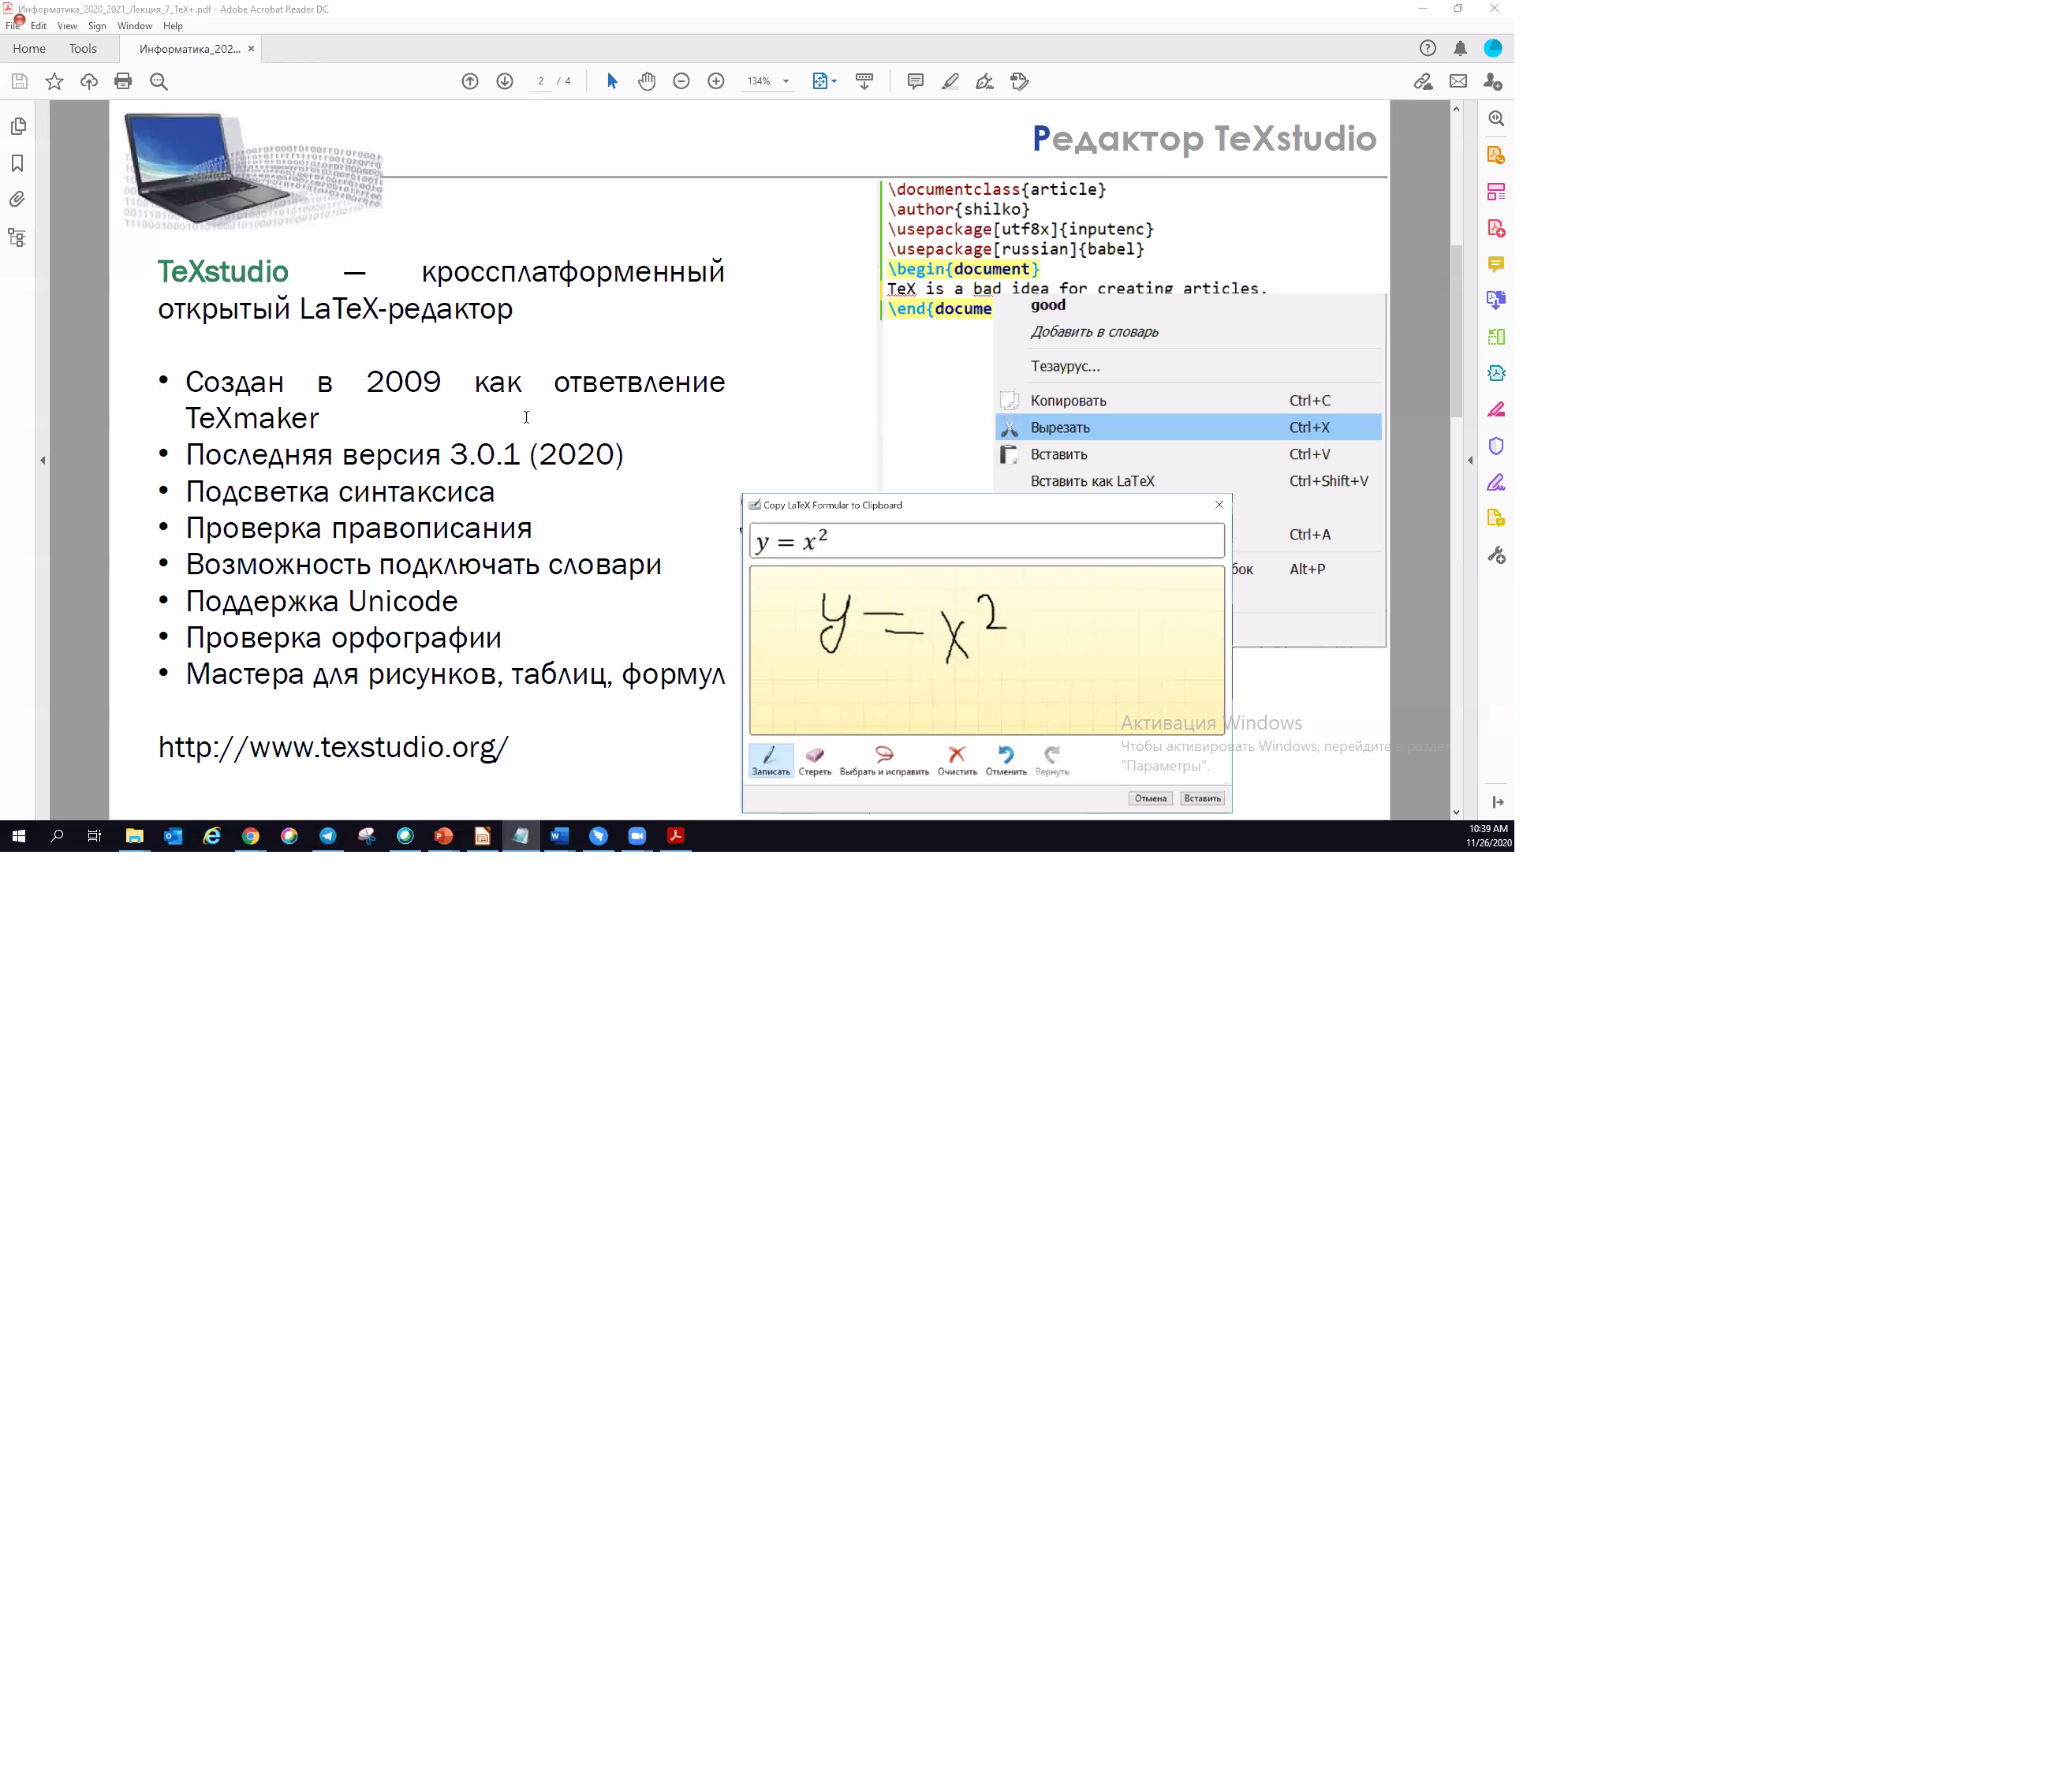 Информатика_2020_2021_Лекция_7_TeX+.pdf - Adobe Acrobat Reader DC
File Edit View Sign Window Help
Home Tools Информатика_202... ×
2 / 4 134%
Редактор TeXstudio
TeXstudio — кроссплатформенный
открытый LaTeX-редактор
• Создан в 2009 как ответвление
TeXmaker
• Последняя версия 3.0.1 (2020)
• Подсветка синтаксиса
• Проверка правописания
• Возможность подключать словари
• Поддержка Unicode
• Проверка орфографии
• Мастера для рисунков, таблиц, формул
http://www.texstudio.org/
\documentclass{article}
\author{shilko}
\usepackage[utf8x]{inputenc}
\usepackage[russian]{babel}
\begin{document}
TeX is a bad idea for creating articles.
\end{docume
good
Добавить в словарь
Тезаурус...
Копировать Ctrl+C
Вырезать Ctrl+X
Вставить Ctrl+V
Вставить как LaTeX Ctrl+Shift+V
Ctrl+A
бок Alt+P
Copy LaTeX Formular to Clipboard
y = x²
y = x²
Записать Стереть Выбрать и исправить Очистить Отменить Вернуть
Отмена Вставить
Активация Windows
Чтобы активировать Windows, перейдите в раздел
"Параметры".
10:39 AM
11/26/2020